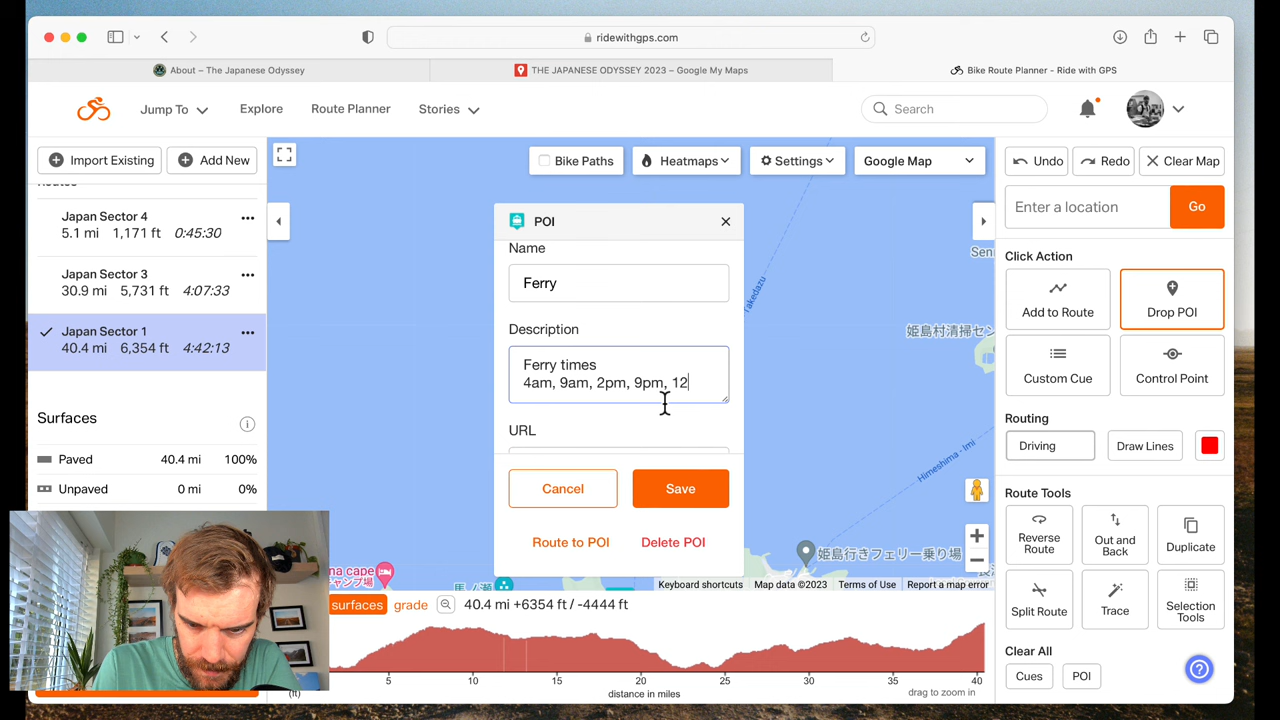 ridewithgps.com
About – The Japanese Odyssey
THE JAPANESE ODYSSEY 2023 – Google My Maps
Bike Route Planner - Ride with GPS
Jump To
Explore
Route Planner
Stories
Search
Import Existing
Add New
Japan Sector 4
5.1 mi 1,171 ft 0:45:30
Japan Sector 3
30.9 mi 5,731 ft 4:07:33
Japan Sector 1
40.4 mi 6,354 ft 4:42:13
Surfaces
Paved 40.4 mi 100%
Unpaved 0 mi 0%
Bike Paths
Heatmaps
Settings
Google Map
POI
Name
Ferry
Description
Ferry times
4am, 9am, 2pm, 9pm, 12
URL
Cancel
Save
Route to POI
Delete POI
Takedazu
Himeshima - Imi
姫島行きフェリー乗り場
na cape
Keyboard shortcuts
Map data ©2023
Terms of Use
Report a map error
surfaces
grade
40.4 mi +6354 ft / -4444 ft
(ft)
5 10 15 20 25 30 35 40
distance in miles
drag to zoom in
Undo
Redo
Clear Map
Enter a location
Go
Click Action
Add to Route
Drop POI
Custom Cue
Control Point
Routing
Driving
Draw Lines
Route Tools
Reverse
Route
Out and
Back
Duplicate
Split Route
Trace
Selection
Tools
Clear All
Cues
POI